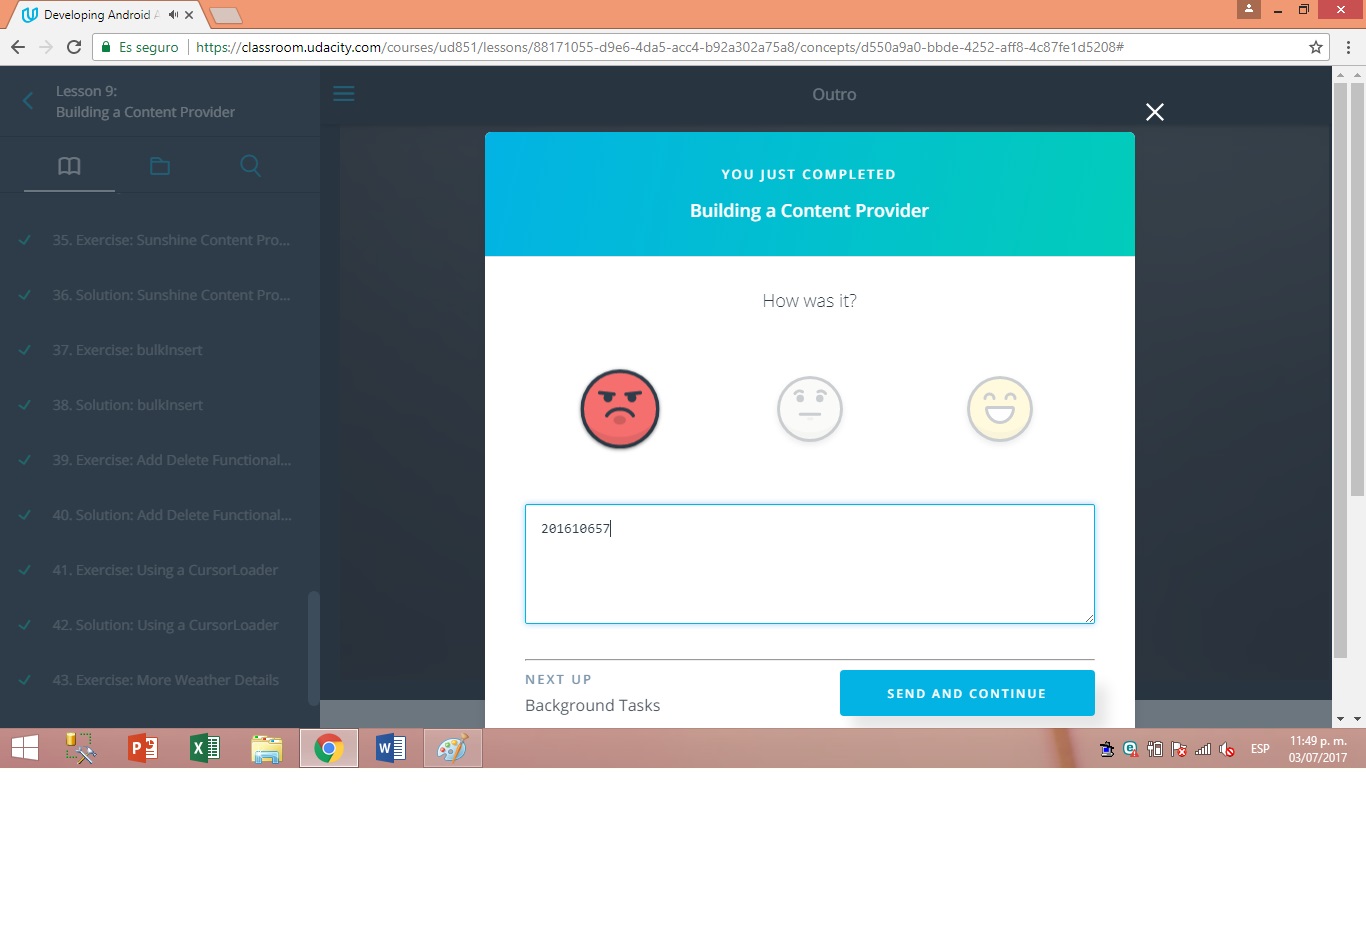 Developing Android A
Es seguro
https://classroom.udacity.com/courses/ud851/lessons/88171055-d9e6-4da5-acc4-b92a302a75a8/concepts/d550a9a0-bbde-4252-aff8-4c87fe1d5208#
Lesson 9:
Building a Content Provider
Outro
35. Exercise: Sunshine Content Pro...
36. Solution: Sunshine Content Pro...
37. Exercise: bulkInsert
38. Solution: bulkInsert
39. Exercise: Add Delete Functional...
40. Solution: Add Delete Functional...
41. Exercise: Using a CursorLoader
42. Solution: Using a CursorLoader
43. Exercise: More Weather Details
YOU JUST COMPLETED
Building a Content Provider
How was it?
201610657
NEXT UP
Background Tasks
SEND AND CONTINUE
ESP
11:49 p. m.
03/07/2017